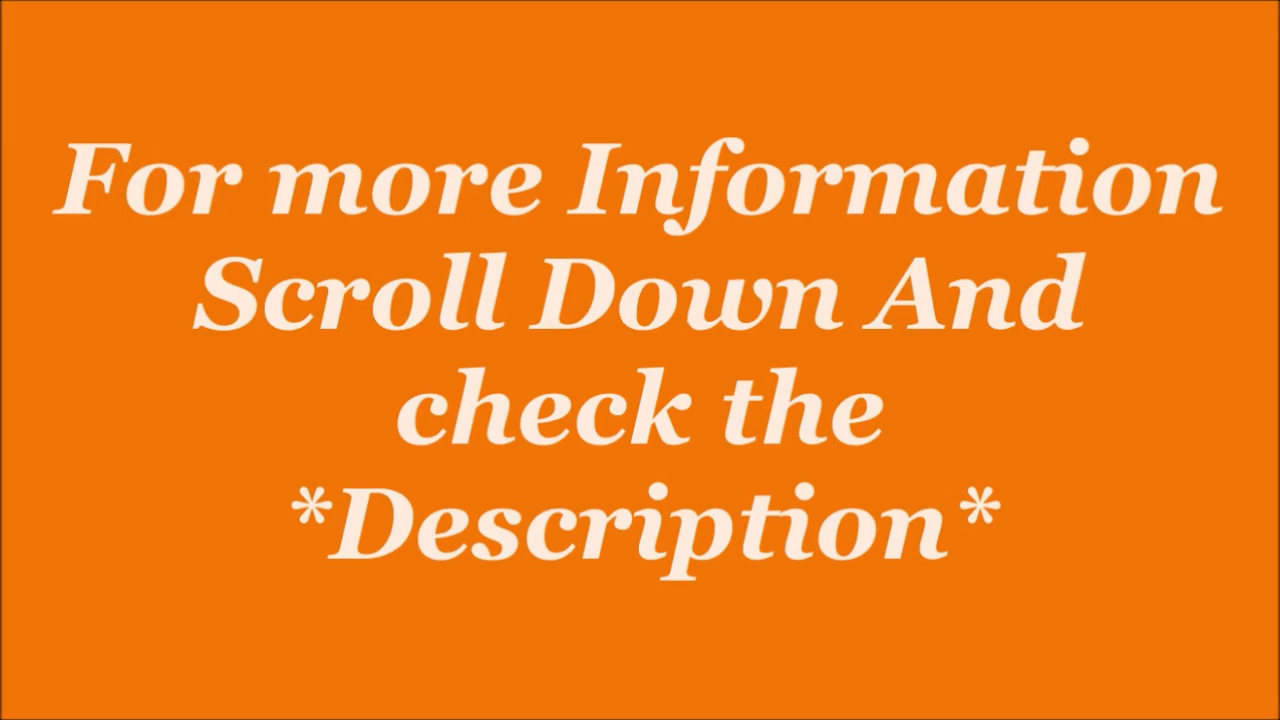 For more Information
Scroll Down And
check the
*Description*